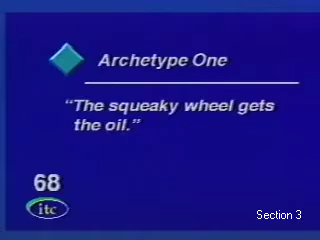 Archetype One
“The squeaky wheel gets
the oil.”
68
itc
Section 3